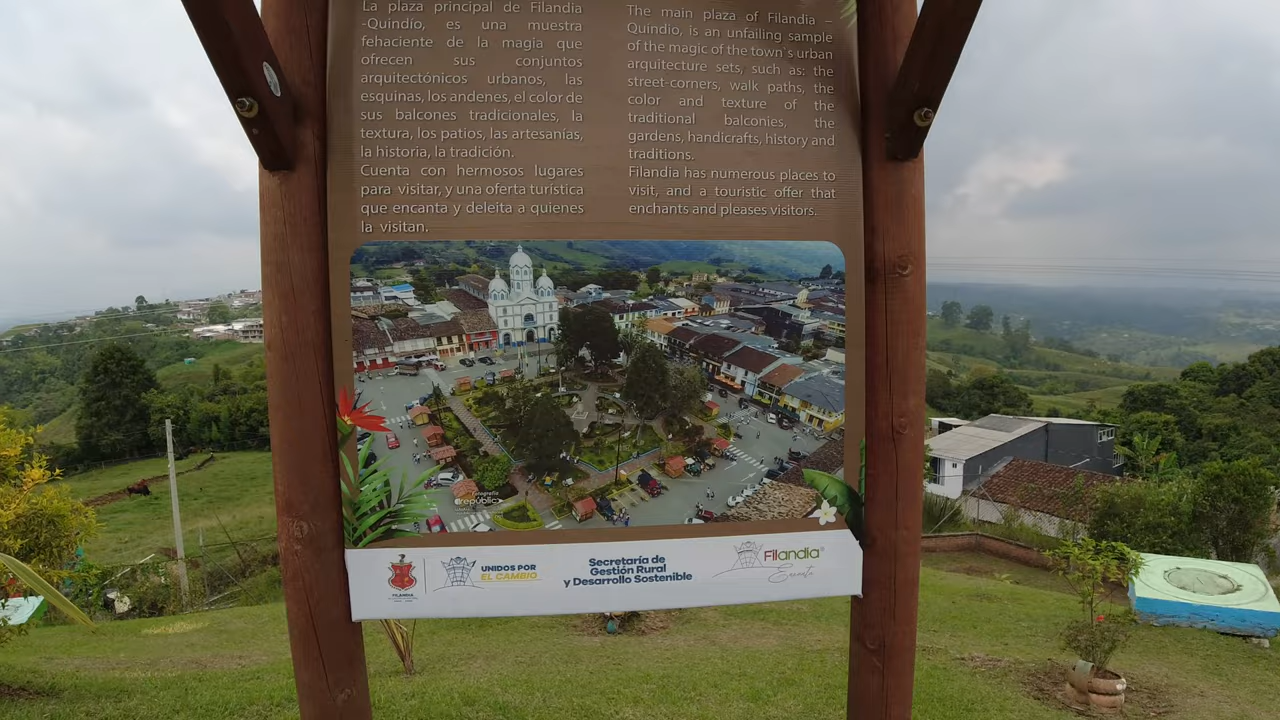 La plaza principal de Filandia
-Quindío, es una muestra
fehaciente de la magia que
ofrecen sus conjuntos
arquitectónicos urbanos, las
esquinas, los andenes, el color de
sus balcones tradicionales, la
textura, los patios, las artesanías,
la historia, la tradición.
Cuenta con hermosos lugares
para visitar, y una oferta turística
que encanta y deleita a quienes
la visitan.
The main plaza of Filandia –
Quindio, is an unfailing sample
of the magic of the town`s urban
arquitecture sets, such as: the
street-corners, walk paths, the
color and texture of the
traditional balconies, the
gardens, handicrafts, history and
traditions.
Filandia has numerous places to
visit, and a touristic offer that
enchants and pleases visitors.
Fotografía
república
FILANDIA
UNIDOS POR
EL CAMBIO
Secretaría de
Gestión Rural
y Desarrollo Sostenible
Filandia
Encanta